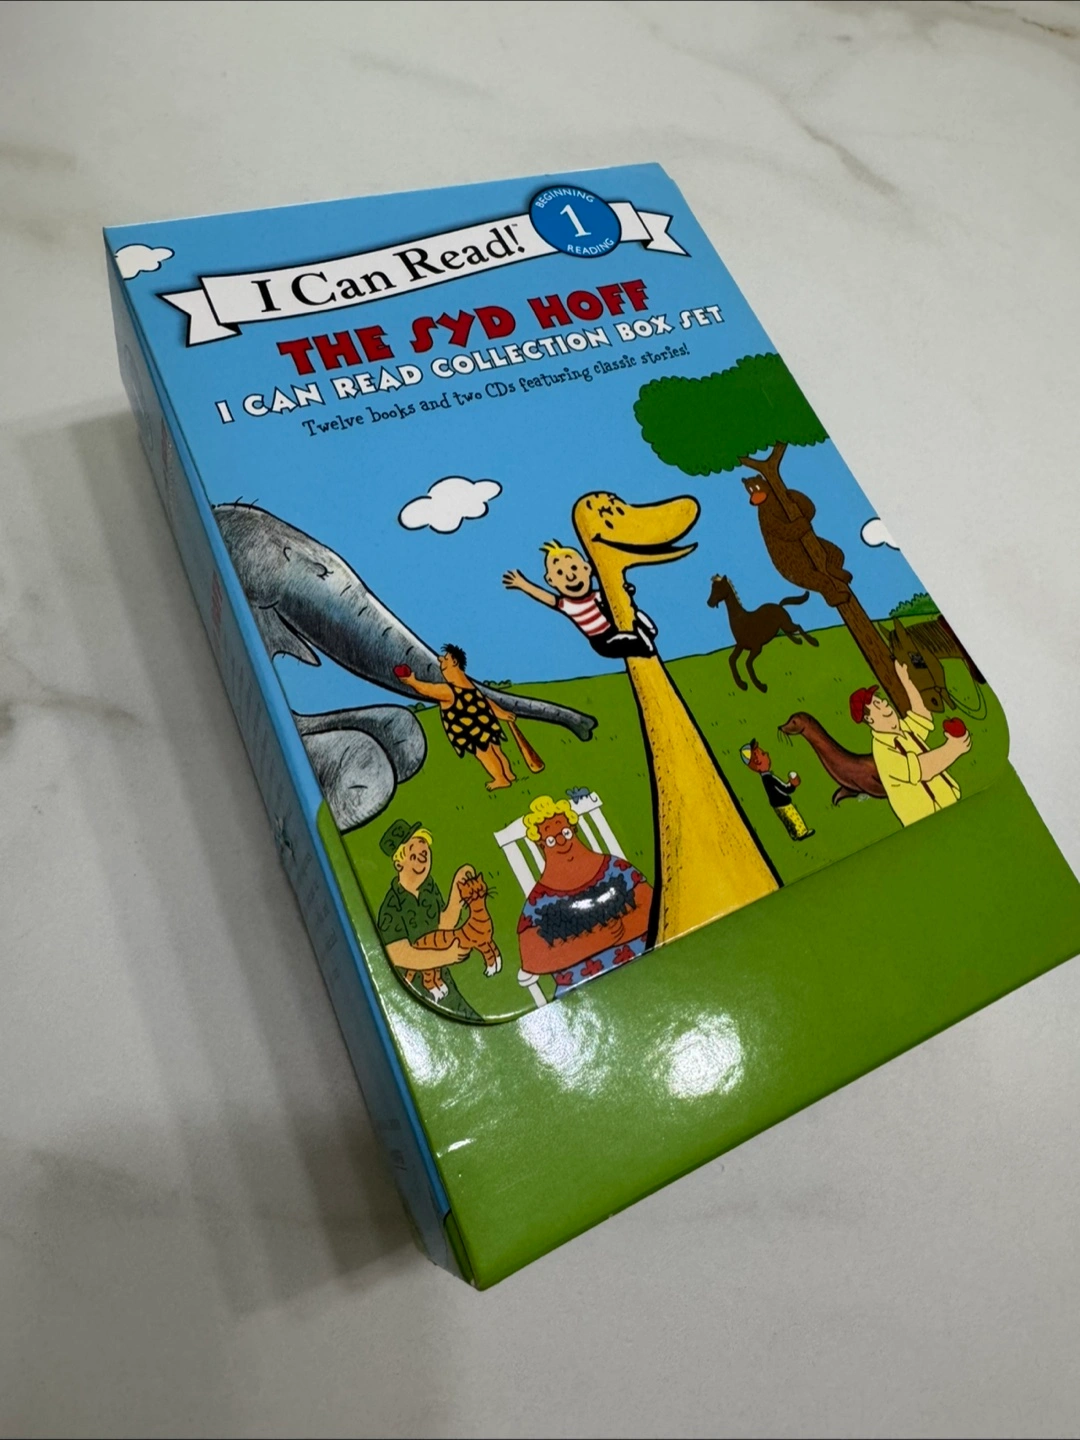 BEGINNING
1
READING
I Can Read!™
THE SYD HOFF
I CAN READ COLLECTION BOX SET
Twelve books and two CDs featuring classic stories!